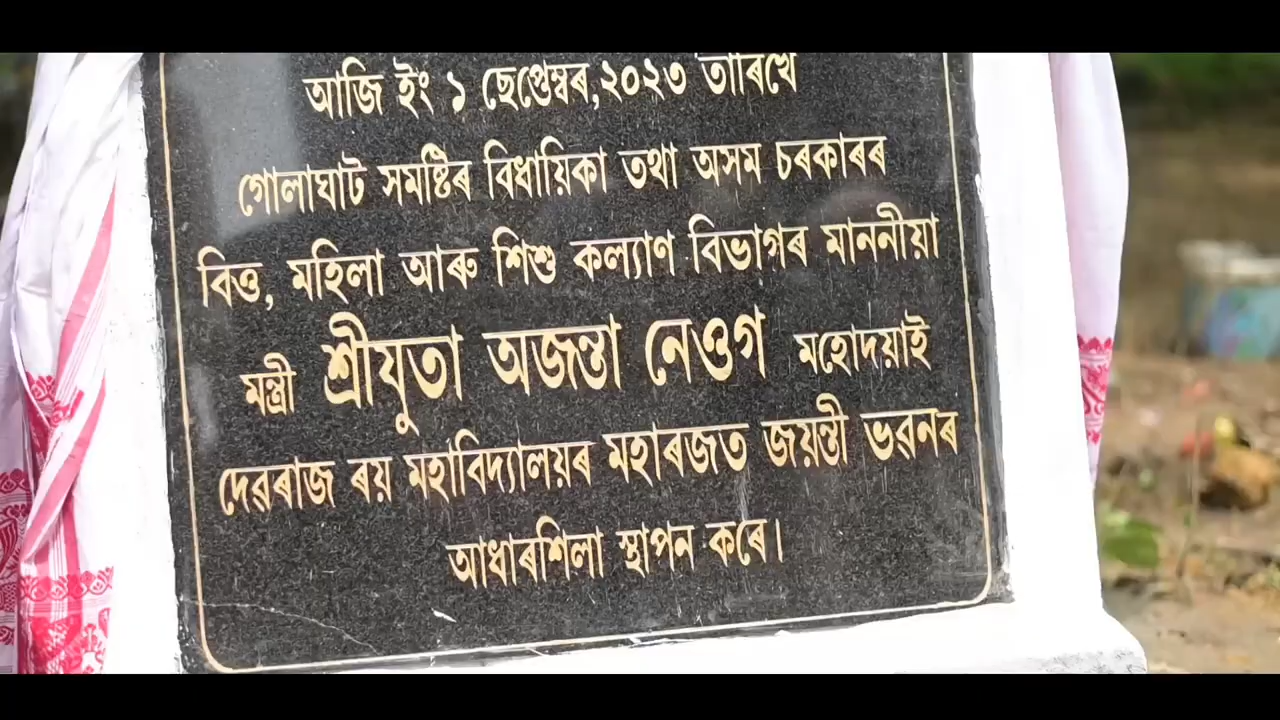 আজি ইং ১ ছেপ্তেম্বৰ,২০২৩ তাৰিখে
গোলাঘাট সমষ্টিৰ বিধায়িকা তথা অসম চৰকাৰৰ
বিত্ত, মহিলা আৰু শিশু কল্যাণ বিভাগৰ মাননীয়া
মন্ত্ৰী শ্ৰীযুতা অজন্তা নেওগ মহোদয়াই
দেৱৰাজ ৰয় মহাবিদ্যালয়ৰ মহাৰজত জয়ন্তী ভৱনৰ
আধাৰশিলা স্থাপন কৰে।